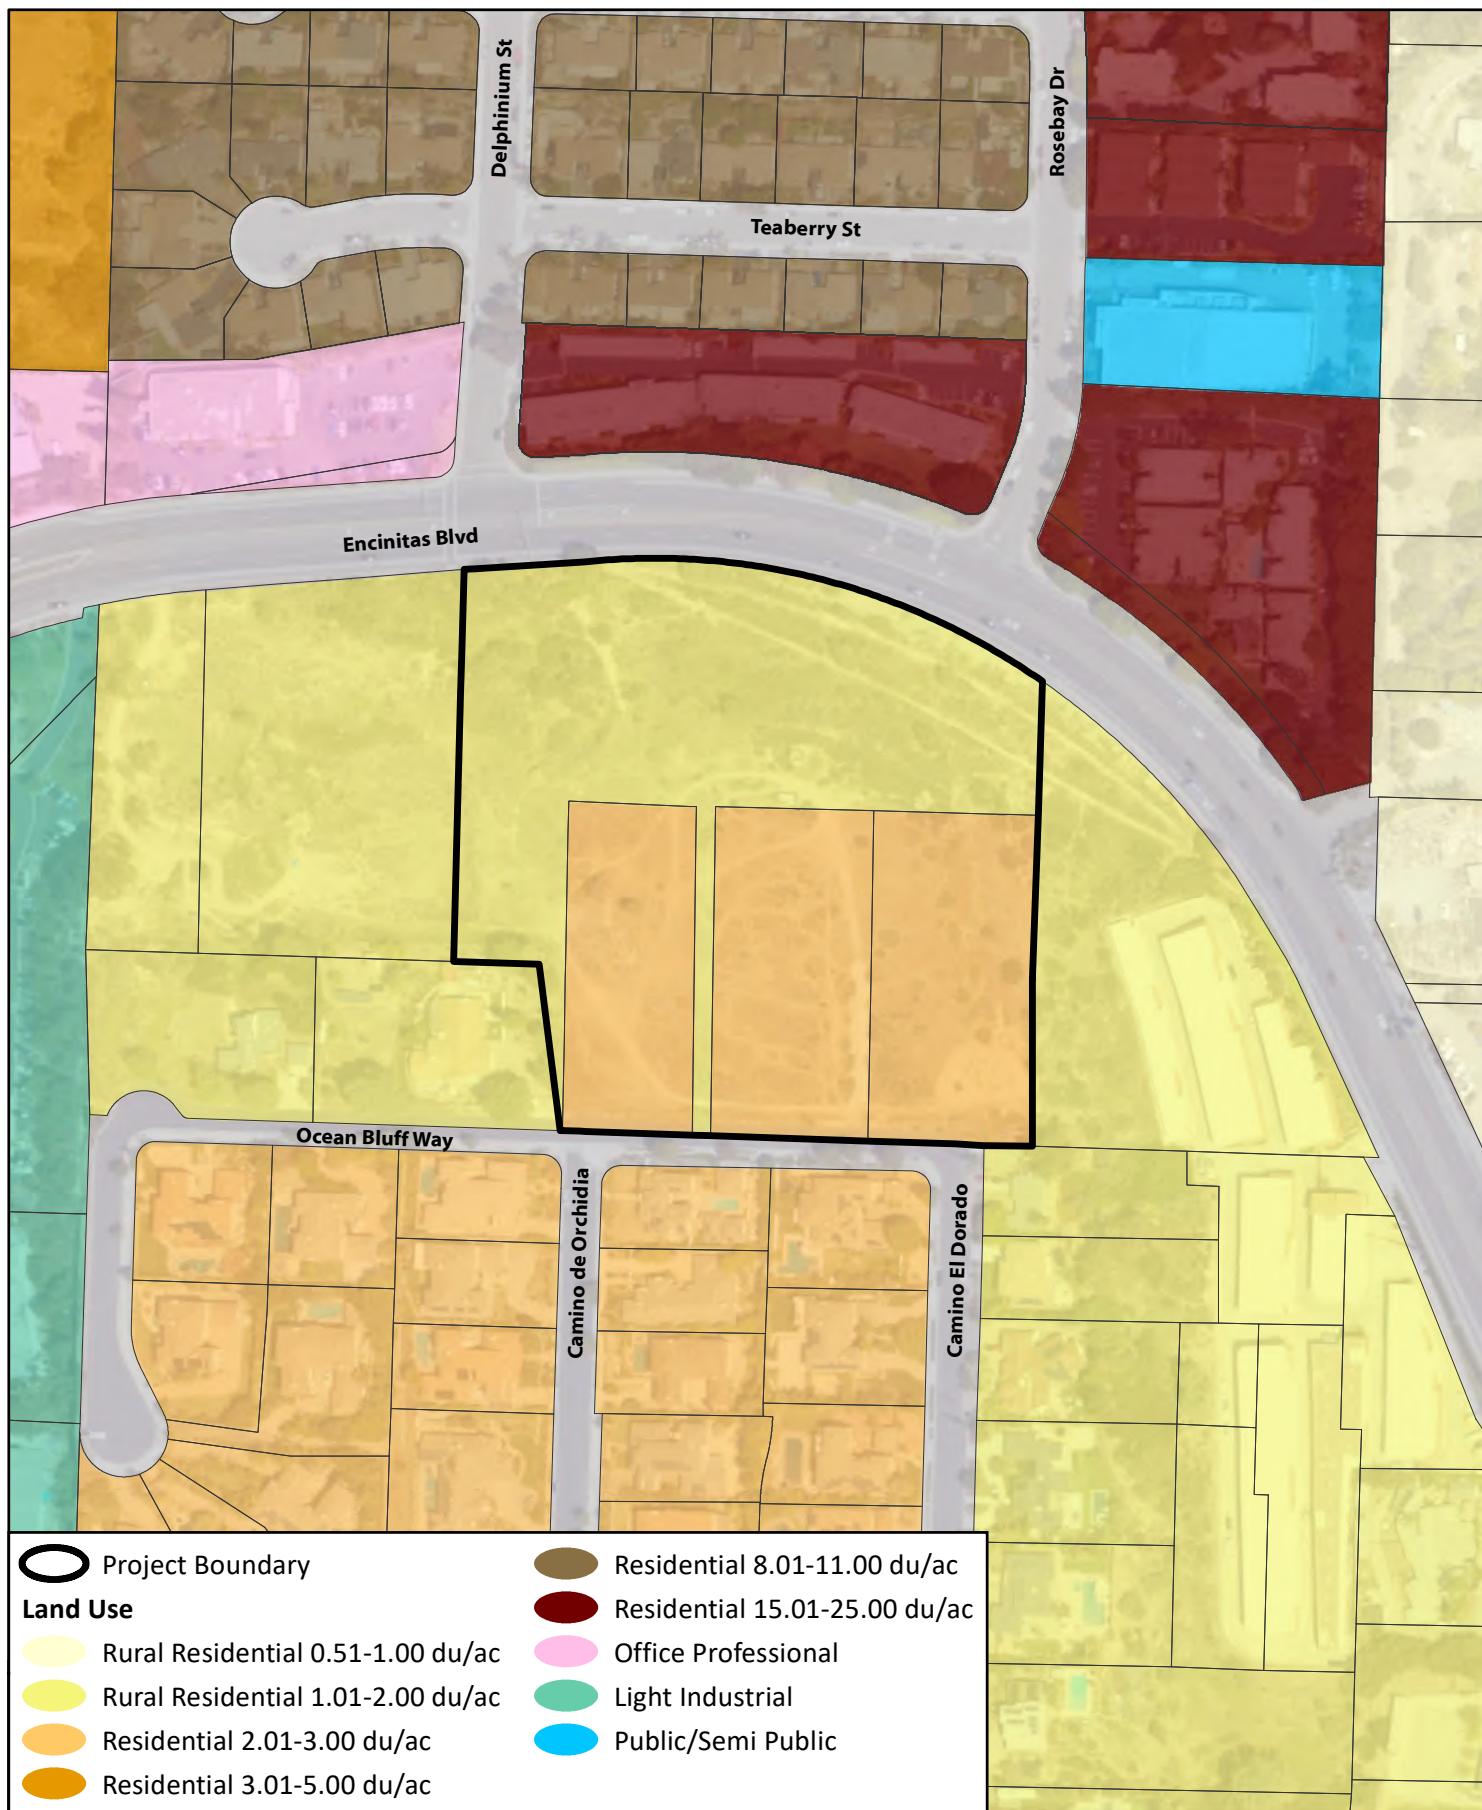 Delphinium St
Rosebay Dr
Teaberry St
Encinitas Blvd
Ocean Bluff Way
Camino de Orchidia
Camino El Dorado
Project Boundary
Land Use
Rural Residential 0.51-1.00 du/ac
Rural Residential 1.01-2.00 du/ac
Residential 2.01-3.00 du/ac
Residential 3.01-5.00 du/ac
Residential 8.01-11.00 du/ac
Residential 15.01-25.00 du/ac
Office Professional
Light Industrial
Public/Semi Public